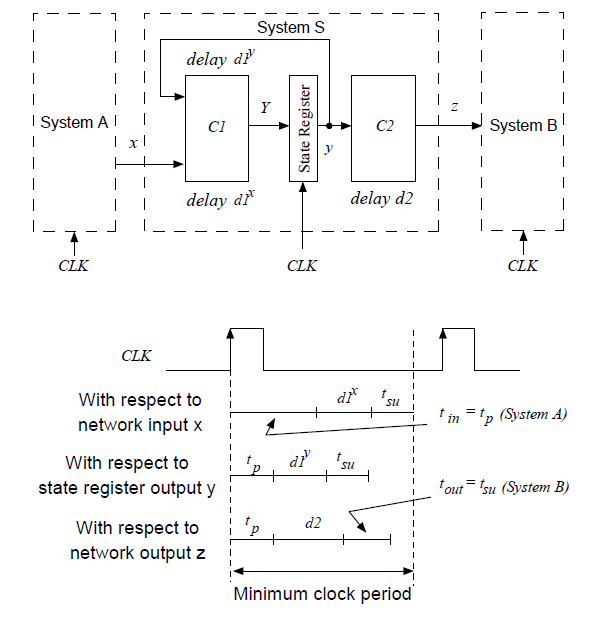 System S
delay d1^y
System A
x
C1
Y
State Register
y
C2
z
System B
delay d1^x
delay d2
CLK
CLK
CLK
CLK
With respect to
network input x
d1^x
t_su
t_in = t_p (System A)
With respect to
state register output y
t_p
d1^y
t_su
t_out = t_su (System B)
With respect to
network output z
t_p
d2
Minimum clock period